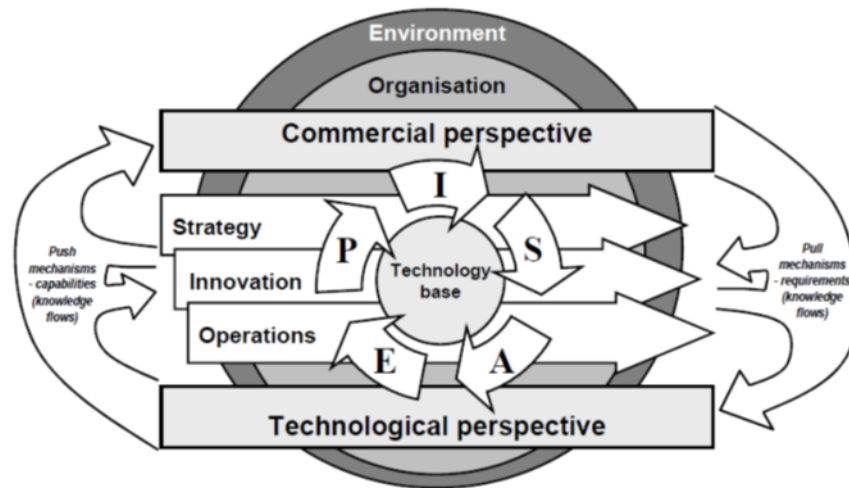 Environment
Organisation
Commercial perspective
I
Strategy
P
S
Push
mechanisms
- capabilities
(knowledge
flows)
Innovation
Technology
base
Pull
mechanisms
- requirements
(knowledge
flows)
Operations
E
A
Technological perspective